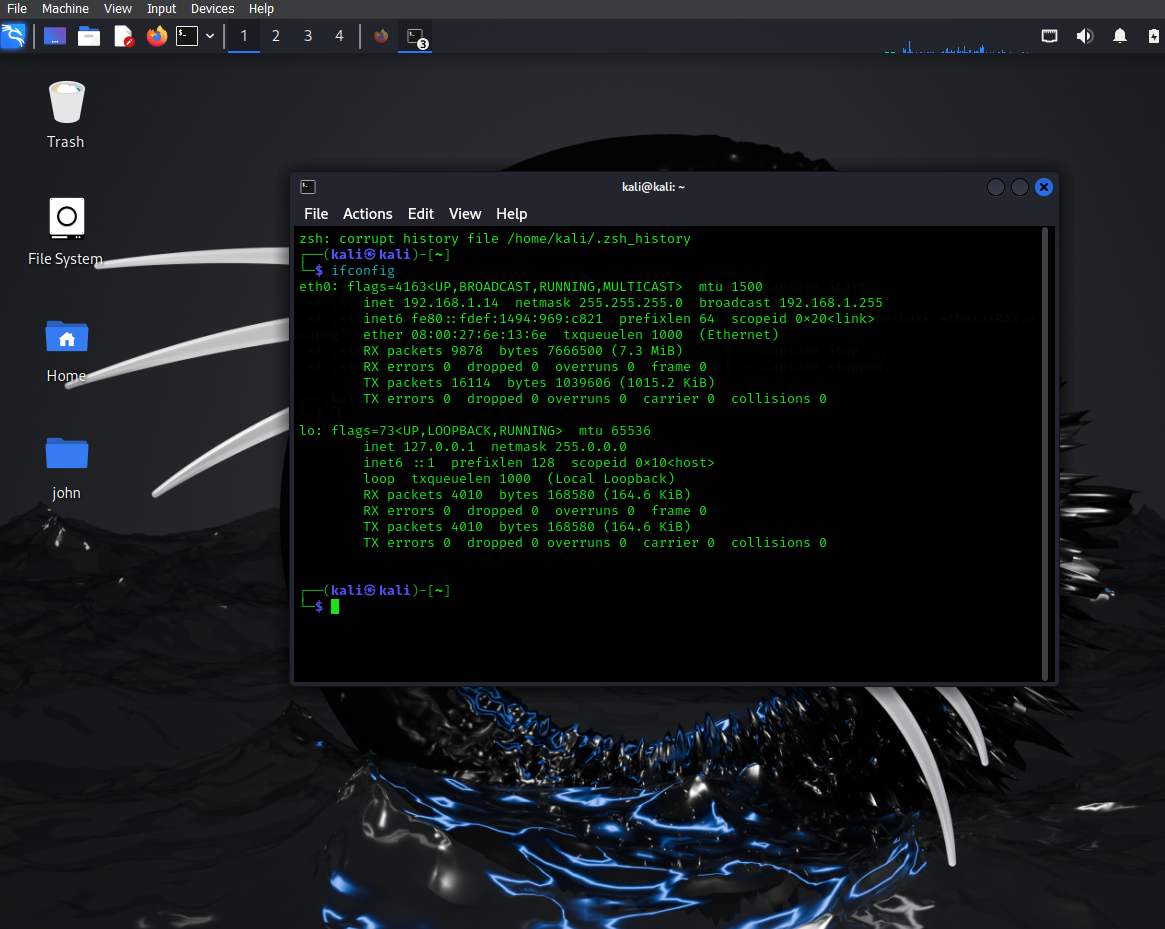 File Machine View Input Devices Help
1 2 3 4 3
Trash
File System
Home
john
kali@kali: ~
File Actions Edit View Help
zsh: corrupt history file /home/kali/.zsh_history
┌──(kali㉿kali)-[~]
└─$ ifconfig
eth0: flags=4163<UP,BROADCAST,RUNNING,MULTICAST>  mtu 1500
        inet 192.168.1.14  netmask 255.255.255.0  broadcast 192.168.1.255
        inet6 fe80::fdef:1494:969:c821  prefixlen 64  scopeid 0×20<link>
        ether 08:00:27:6e:13:6e  txqueuelen 1000  (Ethernet)
        RX packets 9878  bytes 7666500 (7.3 MiB)
        RX errors 0  dropped 0  overruns 0  frame 0
        TX packets 16114  bytes 1039606 (1015.2 KiB)
        TX errors 0  dropped 0 overruns 0  carrier 0  collisions 0
lo: flags=73<UP,LOOPBACK,RUNNING>  mtu 65536
        inet 127.0.0.1  netmask 255.0.0.0
        inet6 ::1  prefixlen 128  scopeid 0×10<host>
        loop  txqueuelen 1000  (Local Loopback)
        RX packets 4010  bytes 168580 (164.6 KiB)
        RX errors 0  dropped 0  overruns 0  frame 0
        TX packets 4010  bytes 168580 (164.6 KiB)
        TX errors 0  dropped 0 overruns 0  carrier 0  collisions 0
┌──(kali㉿kali)-[~]
└─$